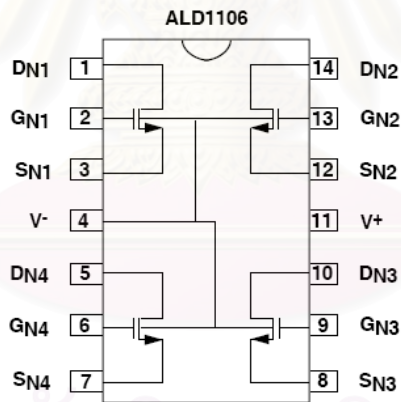 ALD1106
DN1 1 14 DN2
GN1 2 13 GN2
SN1 3 12 SN2
V- 4 11 V+
DN4 5 10 DN3
GN4 6 9 GN3
SN4 7 8 SN3